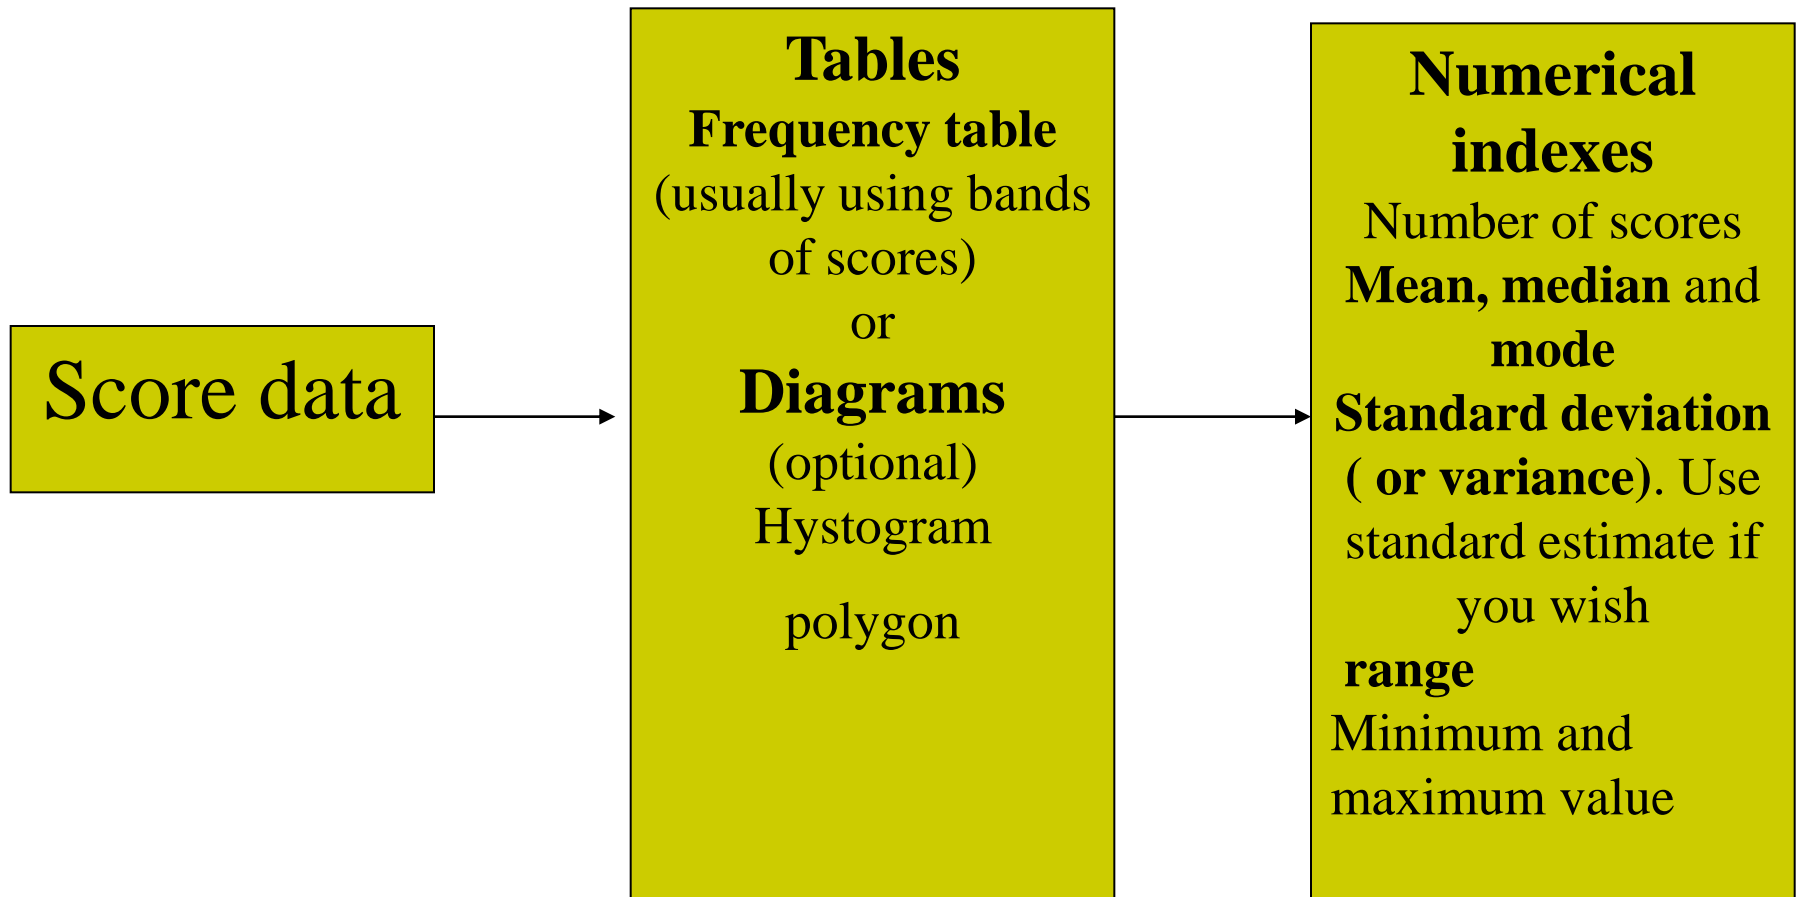 Score data
Tables
Frequency table
(usually using bands
of scores)
or
Diagrams
(optional)
Hystogram
polygon
Numerical
indexes
Number of scores
Mean, median and
mode
Standard deviation
( or variance). Use
standard estimate if
you wish
range
Minimum and
maximum value